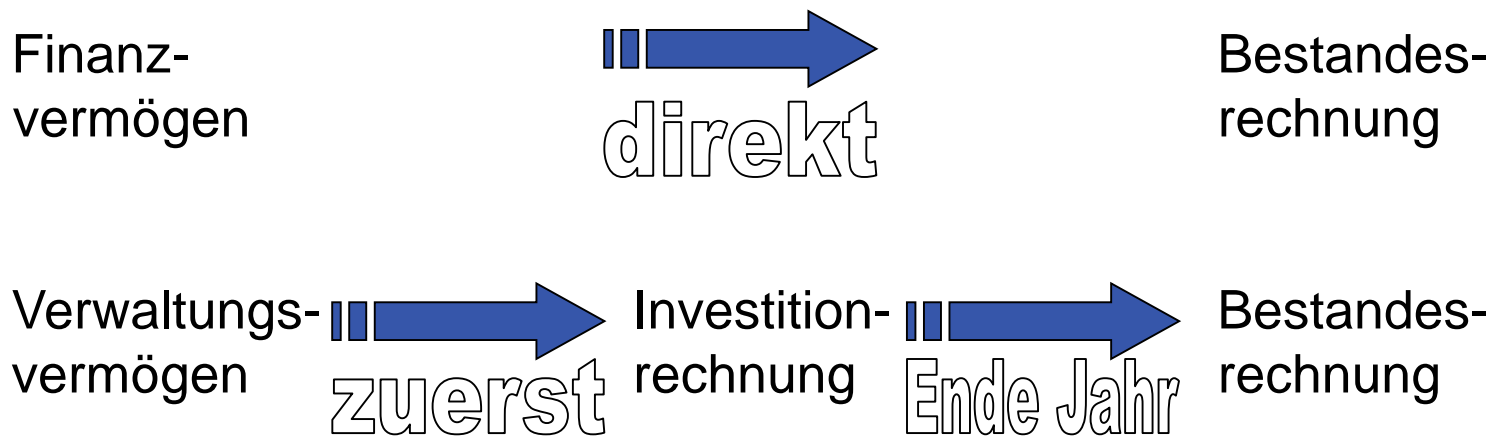 Finanz-
vermögen
direkt
Bestandes-
rechnung
Verwaltungs-
vermögen
zuerst
Investition-
rechnung
Ende Jahr
Bestandes-
rechnung